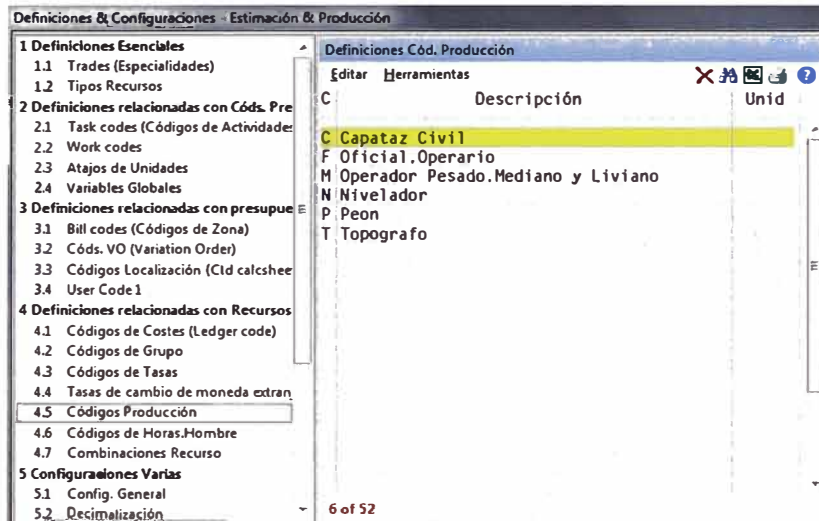 Definiciones & Configuraciones - Estimación & Producción
1 Definiciones Esenciales
1.1 Trades (Especialidades)
1.2 Tipos Recursos
2 Definiciones relacionadas con Códs. Pre
2.1 Task codes (Códigos de Actividades
2.2 Work codes
2.3 Atajos de Unidades
2.4 Variables Globales
3 Definiciones relacionadas con presupue
3.1 Bill codes (Códigos de Zona)
3.2 Códs. VO (Variation Order)
3.3 Códigos Localización (Ctd calcshee
3.4 User Code1
4 Definiciones relacionadas con Recursos
4.1 Códigos de Costes (Ledger code)
4.2 Códigos de Grupo
4.3 Códigos de Tasas
4.4 Tasas de cambio de moneda extran
4.5 Códigos Producción
4.6 Códigos de Horas.Hombre
4.7 Combinaciones Recurso
5 Configuraciones Varias
5.1 Config. General
5.2 Decimalización
Definiciones Cód. Producción
Editar Herramientas
C Descripción Unid
C Capataz Civil
F Oficial.Operario
M Operador Pesado.Mediano y Liviano
N Nivelador
P Peon
T Topografo
6 of 52